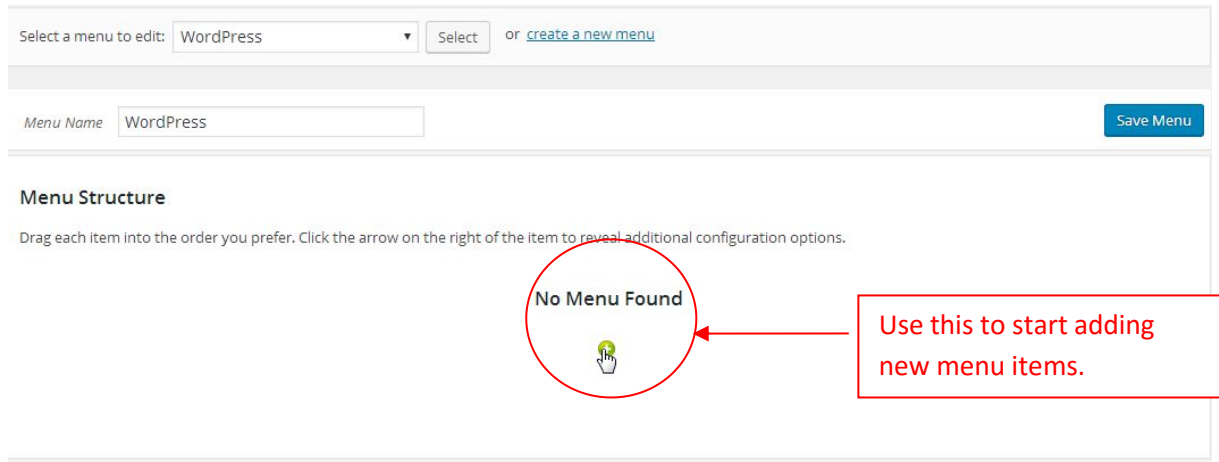 Select a menu to edit: WordPress Select or create a new menu
Menu Name WordPress Save Menu
Menu Structure
Drag each item into the order you prefer. Click the arrow on the right of the item to reveal additional configuration options.
No Menu Found
Use this to start adding
new menu items.